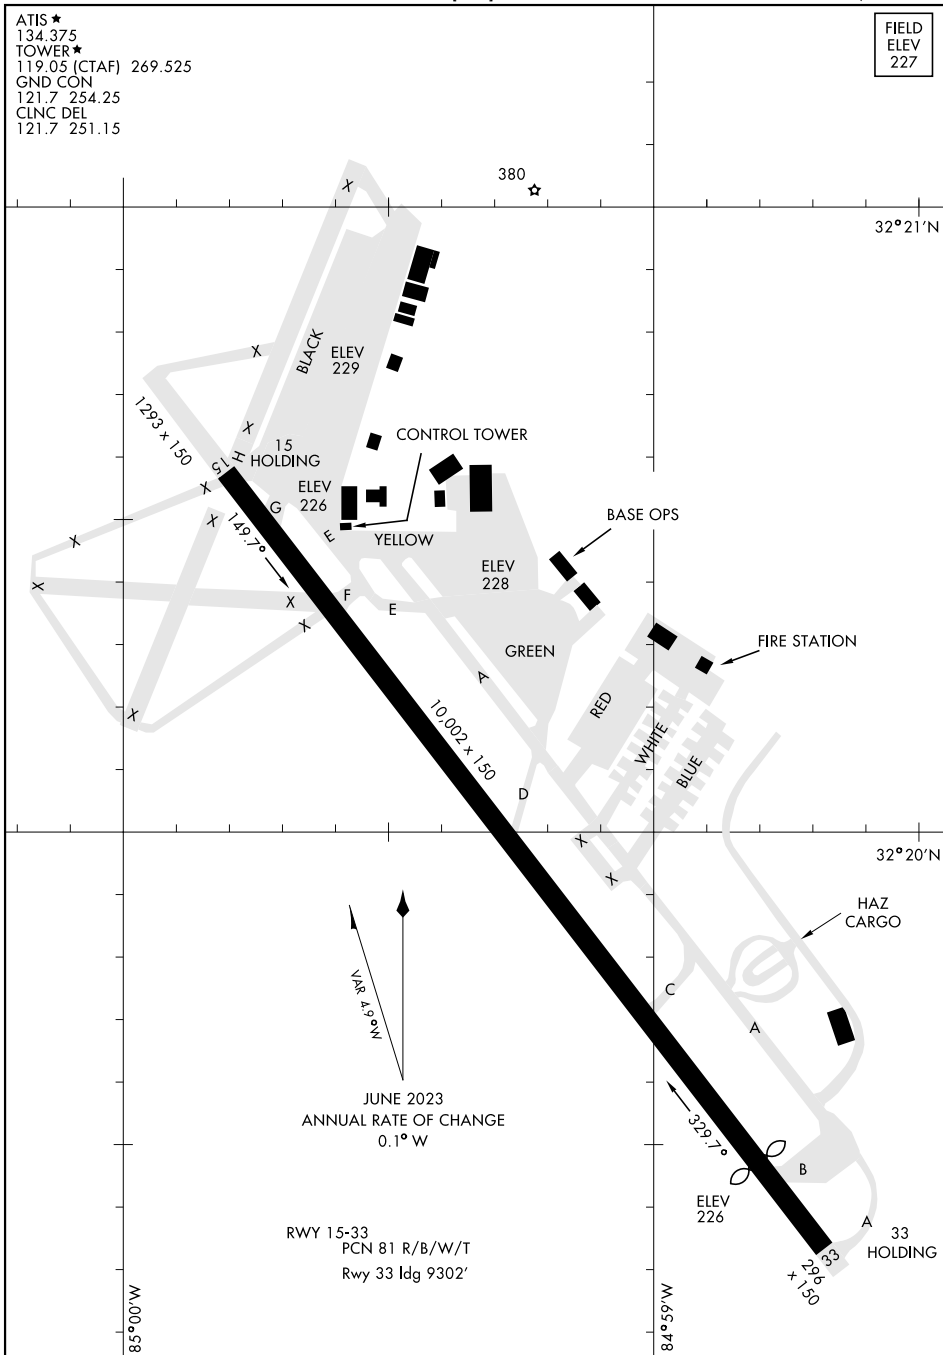 ATIS ★
134.375
TOWER ★
119.05 (CTAF) 269.525
GND CON
121.7 254.25
CLNC DEL
121.7 251.15
FIELD
ELEV
227
380
32°21'N
X
X
BLACK
ELEV
229
1293 x 150
X
H
15
15
HOLDING
CONTROL TOWER
X
ELEV
226
G
X
149.7°
E
YELLOW
BASE OPS
X
ELEV
228
X
X
F
E
X
GREEN
FIRE STATION
A
RED
WHITE
BLUE
X
10,002 x 150
D
X
32°20'N
X
HAZ
CARGO
VAR 4.9°W
C
A
JUNE 2023
ANNUAL RATE OF CHANGE
0.1° W
329.7°
B
ELEV
226
A
33
HOLDING
RWY 15-33
PCN 81 R/B/W/T
Rwy 33 ldg 9302'
33
296
x 150
85°00'W
84°59'W